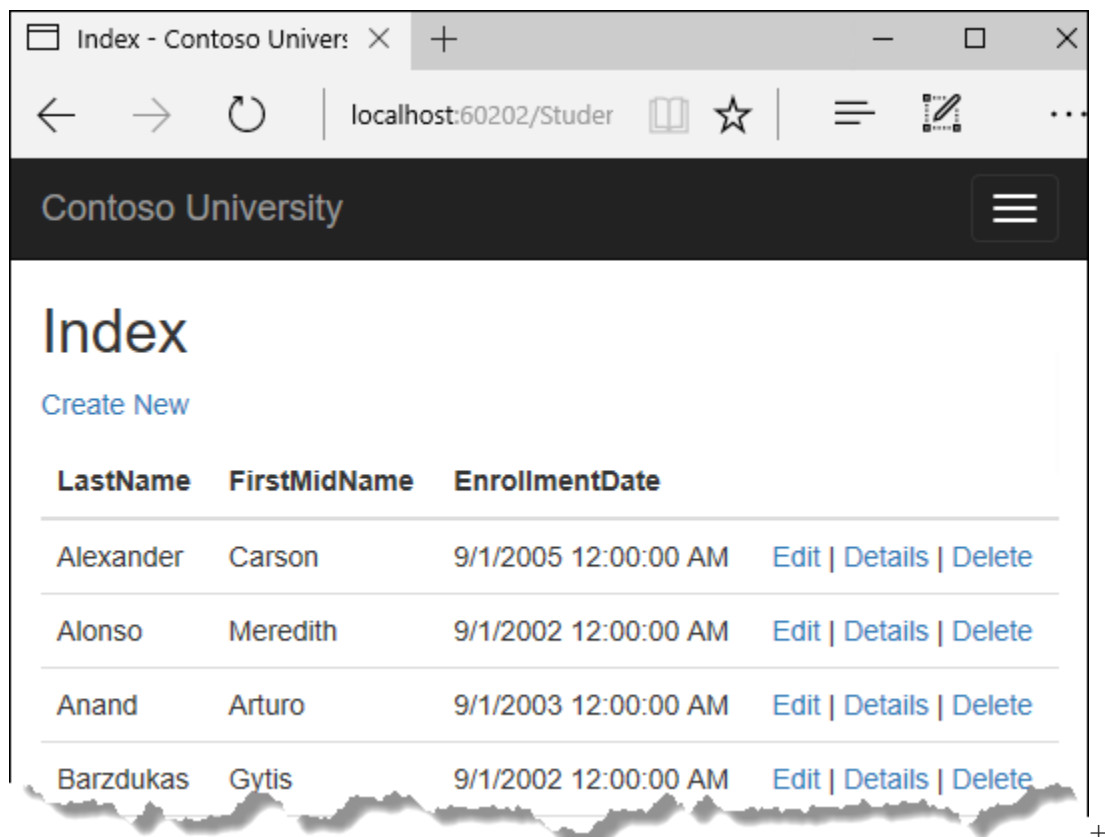 Index - Contoso Univers
localhost:60202/Studer
Contoso University
Index
Create New
LastName FirstMidName EnrollmentDate
Alexander Carson 9/1/2005 12:00:00 AM Edit | Details | Delete
Alonso Meredith 9/1/2002 12:00:00 AM Edit | Details | Delete
Anand Arturo 9/1/2003 12:00:00 AM Edit | Details | Delete
Barzdukas Gytis 9/1/2002 12:00:00 AM Edit | Details | Delete